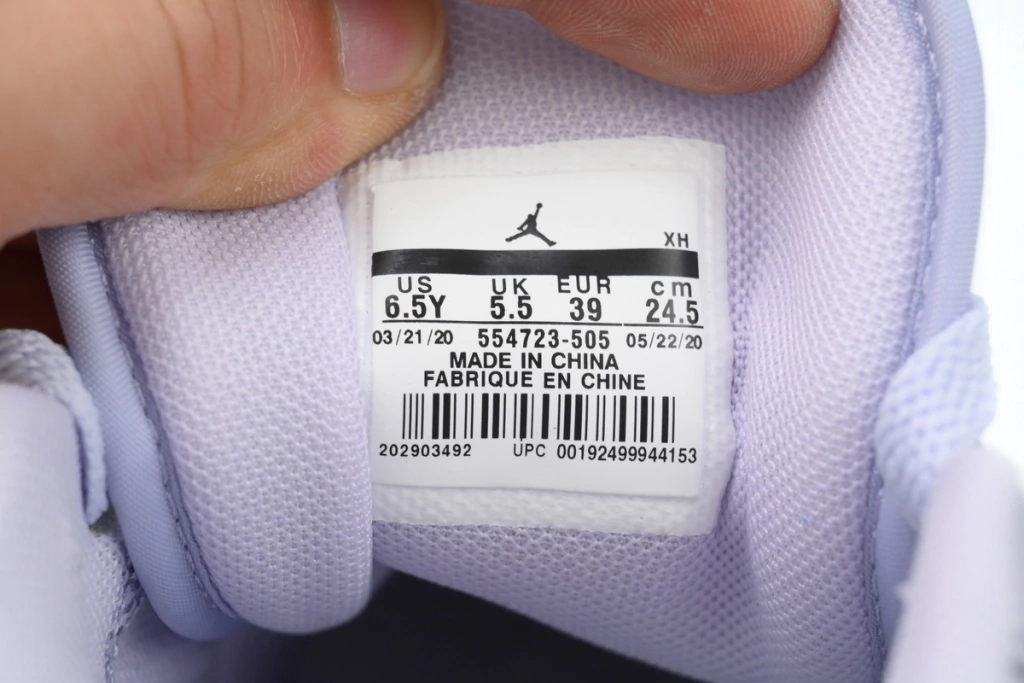 XH
US UK EUR cm
6.5Y 5.5 39 24.5
03/21/20 554723-505 05/22/20
MADE IN CHINA
FABRIQUE EN CHINE
202903492 UPC 00192499944153